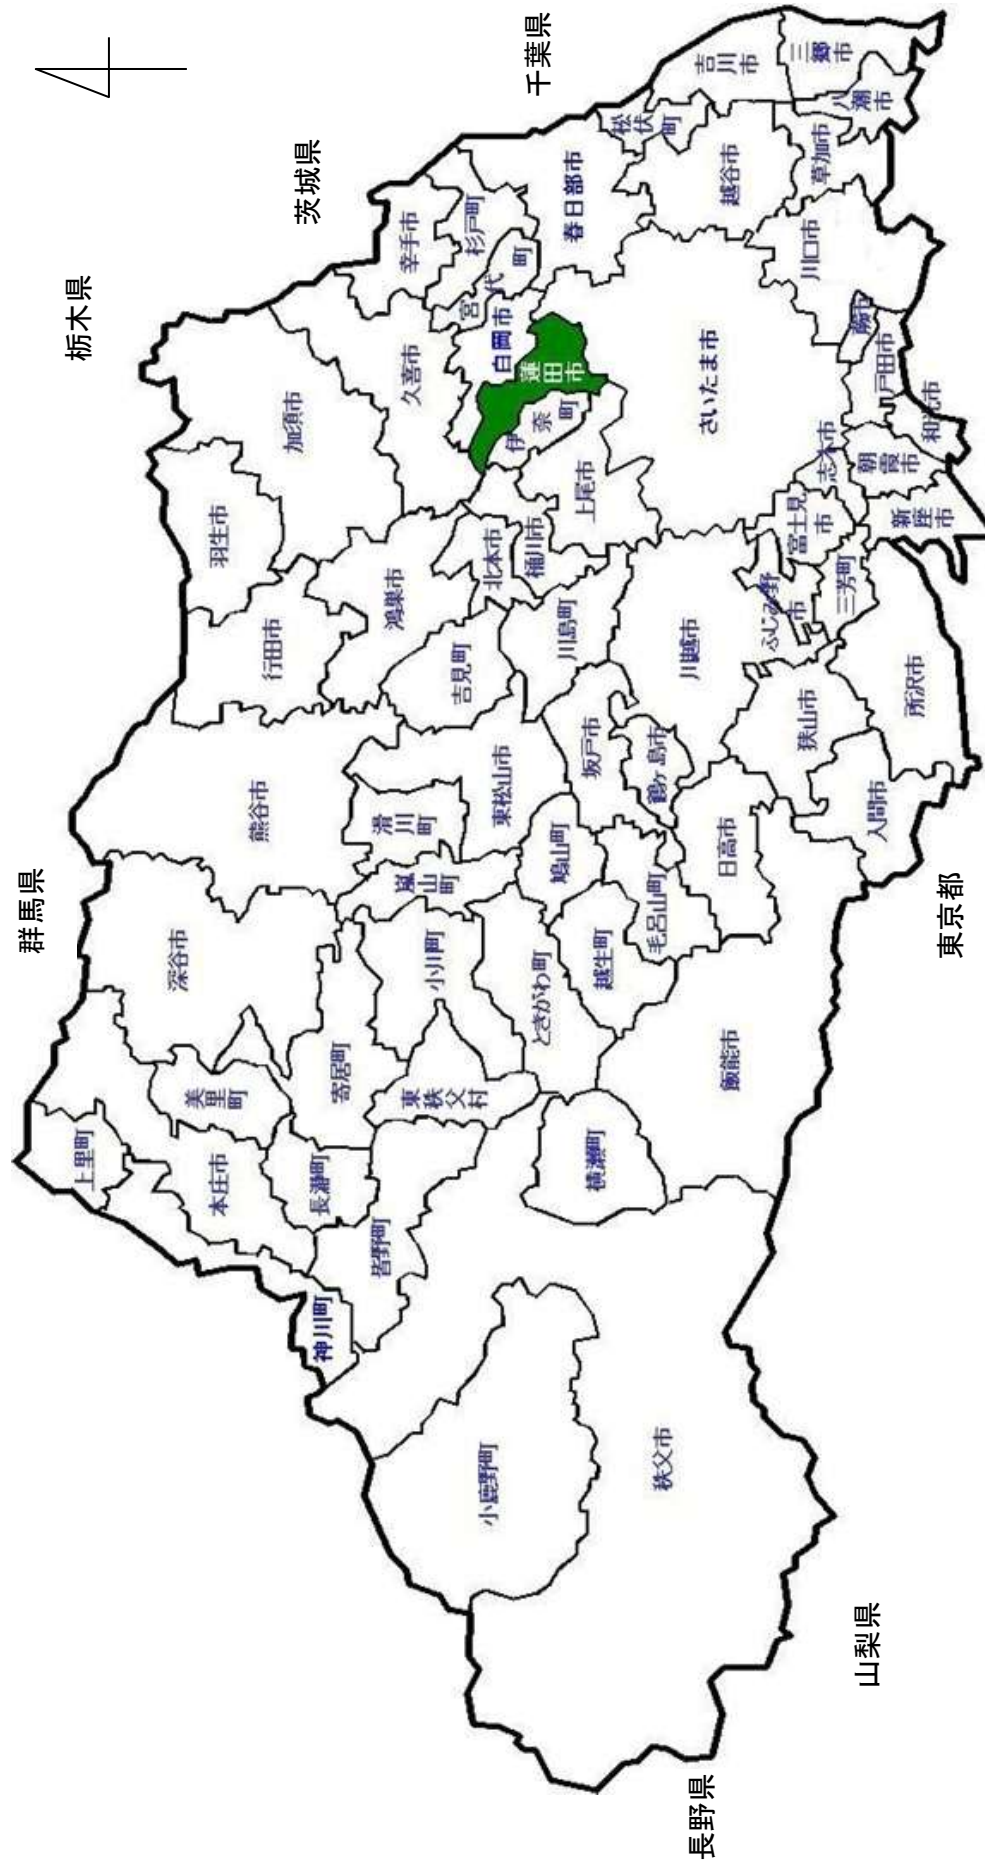 群馬県
栃木県
茨城県
千葉県
長野県
山梨県
東京都
上里町
本庄市
美里町
神川町
深谷市
熊谷市
行田市
羽生市
加須市
長瀞町
皆野町
寄居町
小川町
東秩父村
嵐山町
滑川町
東松山市
吉見町
鴻巣市
北本市
桶川市
久喜市
幸手市
杉戸町
宮代町
白岡市
蓮田市
伊奈町
上尾市
春日部市
松伏町
吉川市
三郷市
八潮市
草加市
越谷市
川口市
さいたま市
蕨市
戸田市
和光市
朝霞市
志木市
新座市
富士見市
ふじみ野市
三芳町
川島町
川越市
坂戸市
鶴ヶ島市
鳩山町
ときがわ町
越生町
毛呂山町
日高市
狭山市
所沢市
入間市
飯能市
横瀬町
小鹿野町
秩父市